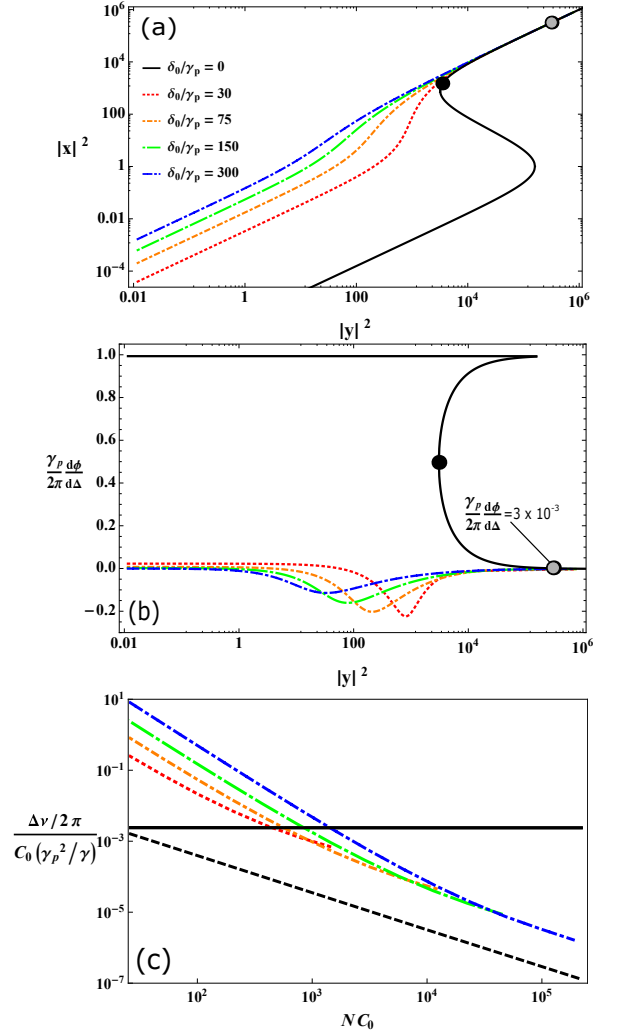 (a)
10^6
10^4
100
1
0.01
10^-4
|x|^2
δ0/γp = 0
δ0/γp = 30
δ0/γp = 75
δ0/γp = 150
δ0/γp = 300
0.01 1 100 10^4 10^6
|y|^2
1.0
0.8
0.6
0.4
0.2
0.0
−0.2
γp/2π dϕ/dΔ
γp/2π dϕ/dΔ =3 x 10^-3
(b)
0.01 1 100 10^4 10^6
|y|^2
10^1
10^-1
10^-3
10^-5
10^-7
Δν/2π
C0(γp^2/γ)
(c)
10^2 10^3 10^4 10^5
NC0